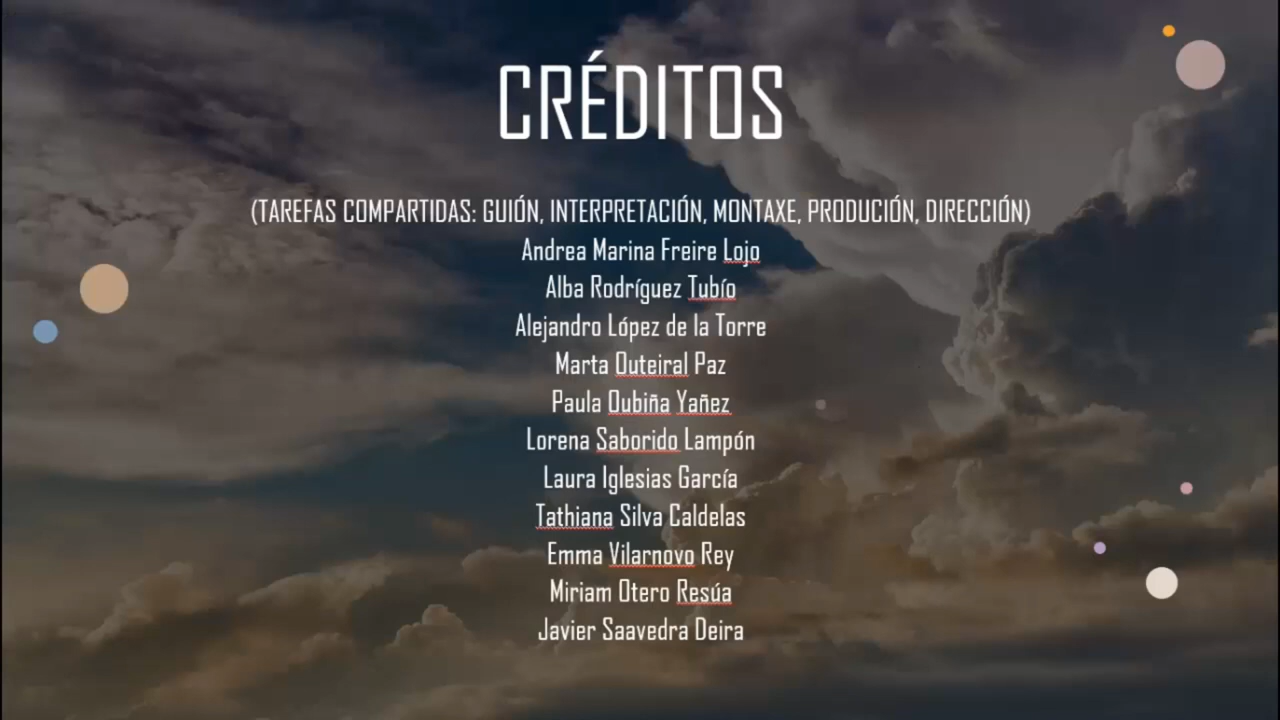 CRÉDITOS
(TAREFAS COMPARTIDAS: GUIÓN, INTERPRETACIÓN, MONTAXE, PRODUCIÓN, DIRECCIÓN)
Andrea Marina Freire Lojo
Alba Rodríguez Tubío
Alejandro López de la Torre
Marta Outeiral Paz
Paula Oubiña Yañez
Lorena Saborido Lampón
Laura Iglesias García
Tathiana Silva Caldelas
Emma Vilarnovo Rey
Miriam Otero Resúa
Javier Saavedra Deira